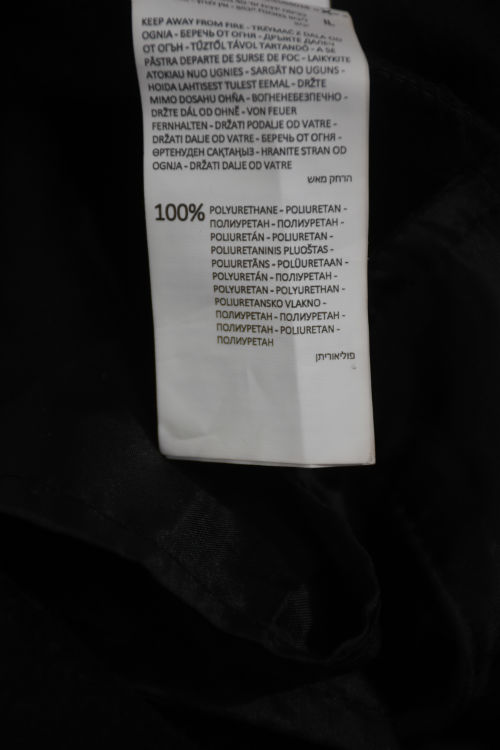 KEEP AWAY FROM FIRE - TRZYMAĆ Z DALA OD
OGNIA - БЕРЕЧЬ ОТ ОГНЯ - ДРЪЖТЕ ДАЛЕЧ
ОТ ОГЪН - TŰZTŐL TÁVOL TARTANDÓ - A SE
PĂSTRA DEPARTE DE SURSE DE FOC - LAIKYKITE
ATOKIAU NUO UGNIES - SARGĀT NO UGUNS -
HOIDA LAHTISEST TULEST EEMAL - DRŽTE
MIMO DOSAHU OHŇA - ВОГНЕНЕБЕЗПЕЧНО -
DRŽTE DÁL OD OHNĚ - VON FEUER
FERNHALTEN - DRŽATI PODALJE OD VATRE -
DRŽATI DALJE OD VATRE - БЕРЕЧЬ ОТ ОГНЯ -
ӨРТЕНУДЕН САҚТАҢЫЗ - HRANITE STRAN OD
OGNJA - DRŽATI DALJE OD VATRE
הרחק מאש
100% POLYURETHANE - POLIURETAN -
ПОЛИУРЕТАН - ПОЛИУРЕТАН -
POLIURETÁN - POLIURETAN -
POLIURETANINIS PLUOŠTAS -
POLIURETĀNS - POLÜURETAAN -
POLYURETÁN - ПОЛІУРЕТАН -
POLYURETAN - POLYURETHAN -
POLIURETANSKO VLAKNO -
ПОЛИУРЕТАН - ПОЛИУРЕТАН -
ПОЛИУРЕТАН - POLIURETAN -
ПОЛИУРЕТАН
פוליאוריתן